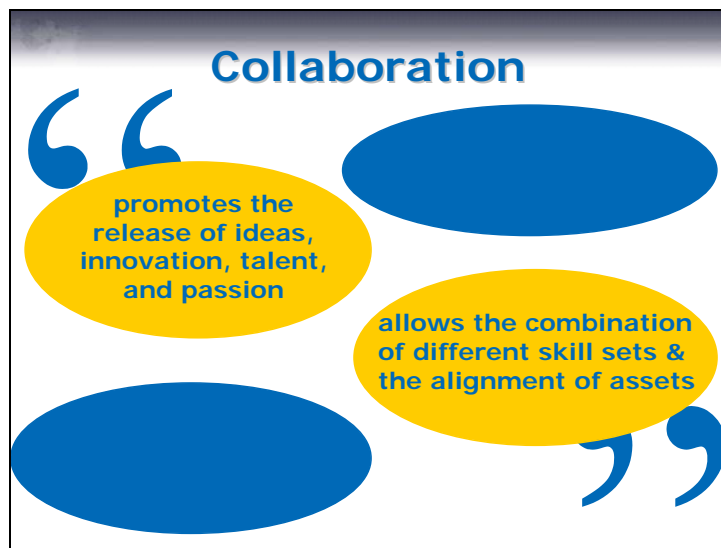 Collaboration
promotes the
release of ideas,
innovation, talent,
and passion
allows the combination
of different skill sets &
the alignment of assets